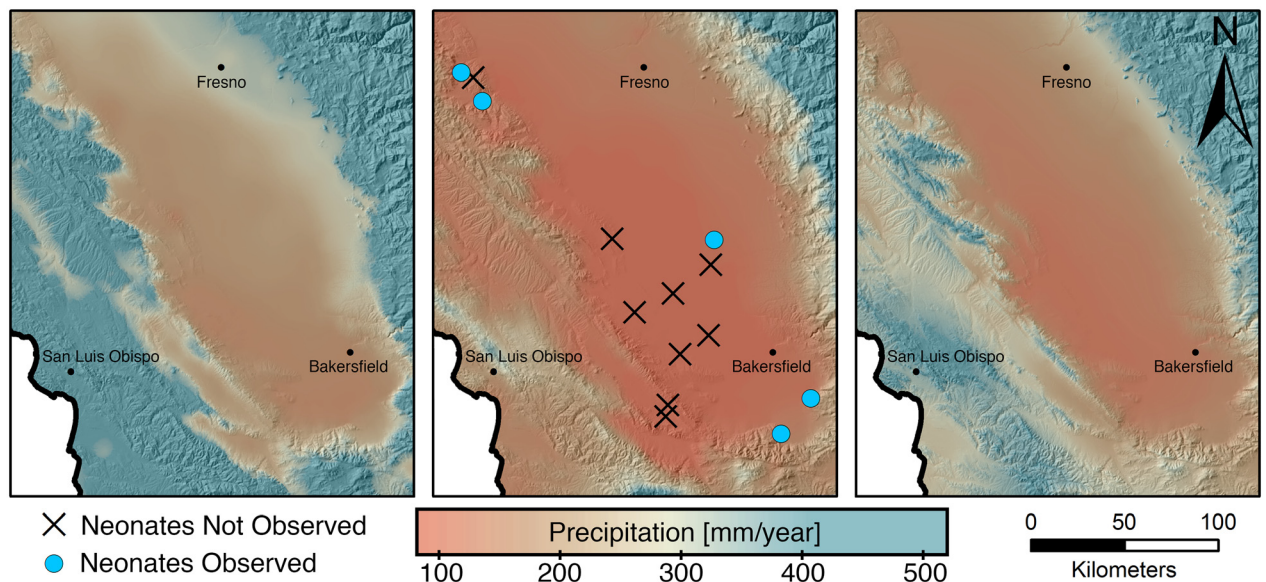 Fresno
San Luis Obispo
Bakersfield
Fresno
San Luis Obispo
Bakersfield
N
Fresno
San Luis Obispo
Bakersfield
Neonates Not Observed
Neonates Observed
Precipitation [mm/year]
100 200 300 400 500
0 50 100
Kilometers